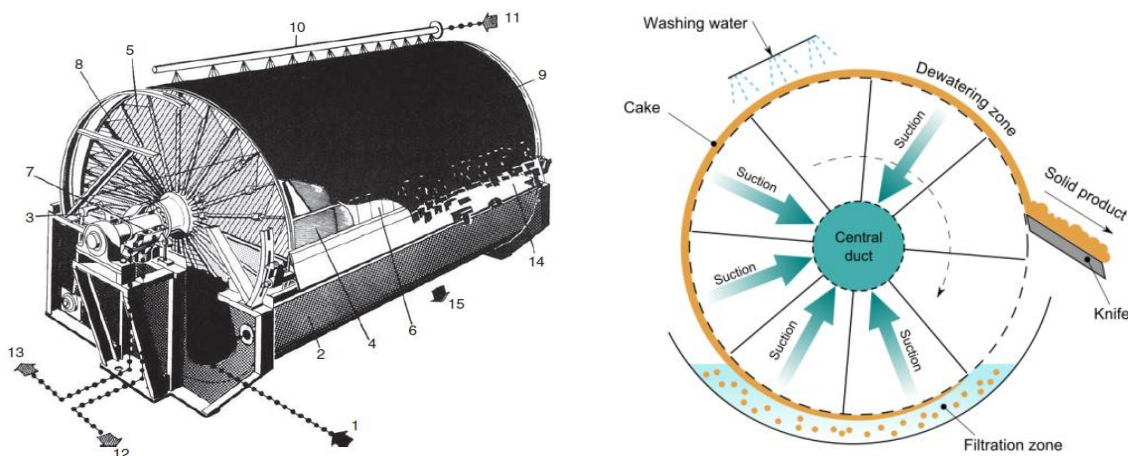 10
11
5
8
9
7
3
14
15
6
4
2
13
1
12
Washing water
Dewatering zone
Cake
Suction
Suction
Solid product
Central
duct
Suction
Suction
Suction
Knife
Filtration zone